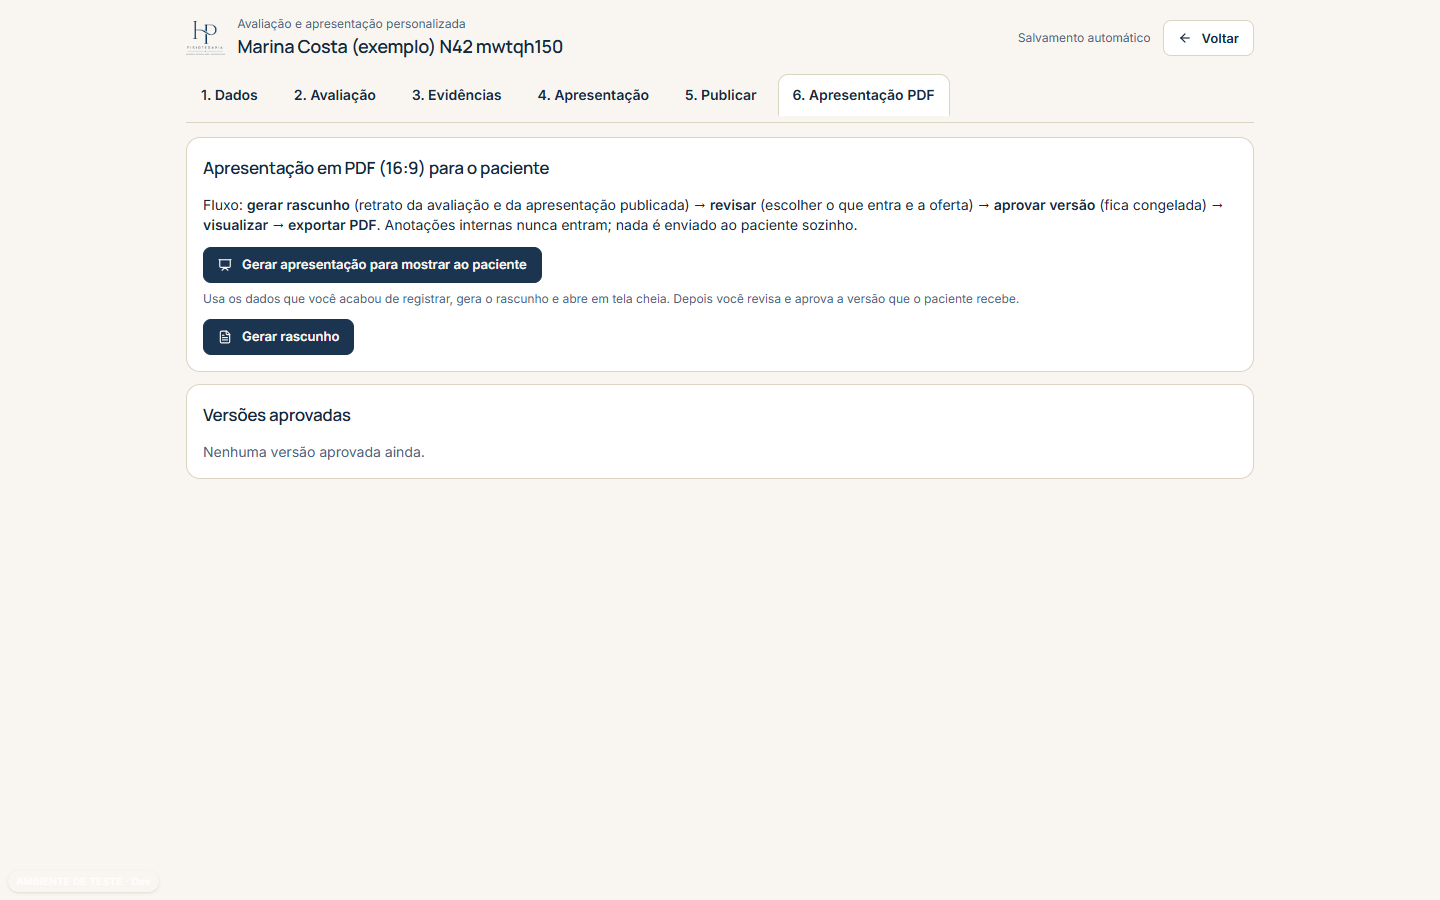 HP
FISIOTERAPIA
Avaliação e apresentação personalizada
Marina Costa (exemplo) N42 mwtqh150
Salvamento automático
Voltar
1. Dados
2. Avaliação
3. Evidências
4. Apresentação
5. Publicar
6. Apresentação PDF
Apresentação em PDF (16:9) para o paciente
Fluxo: gerar rascunho (retrato da avaliação e da apresentação publicada) → revisar (escolher o que entra e a oferta) → aprovar versão (fica congelada) →
visualizar → exportar PDF. Anotações internas nunca entram; nada é enviado ao paciente sozinho.
Gerar apresentação para mostrar ao paciente
Usa os dados que você acabou de registrar, gera o rascunho e abre em tela cheia. Depois você revisa e aprova a versão que o paciente recebe.
Gerar rascunho
Versões aprovadas
Nenhuma versão aprovada ainda.
AMBIENTE DE TESTE